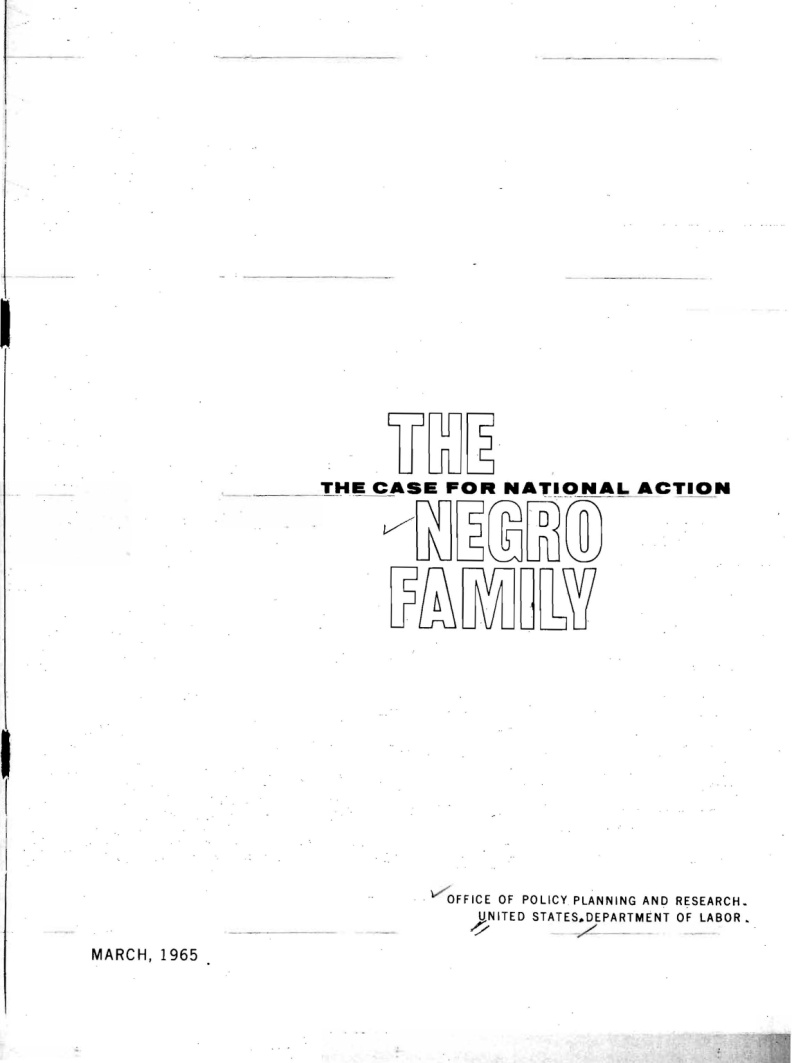 THE
THE CASE FOR NATIONAL ACTION
NEGRO
FAMILY
OFFICE OF POLICY PLANNING AND RESEARCH.
UNITED STATES DEPARTMENT OF LABOR.
MARCH, 1965